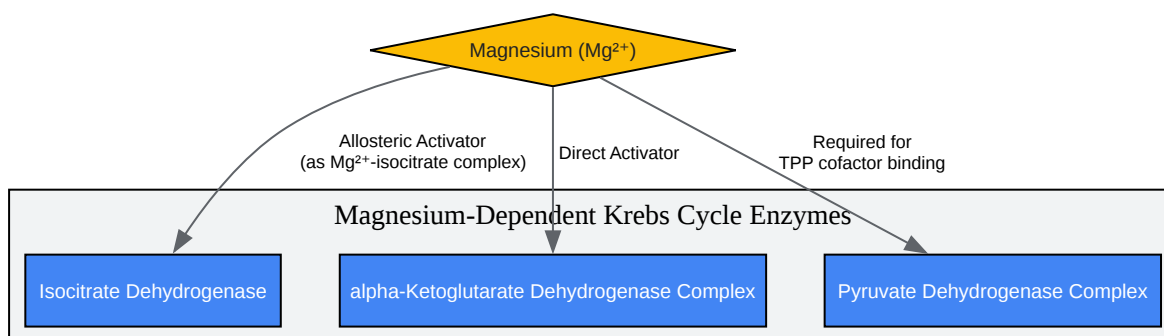 Magnesium (Mg²⁺)
Allosteric Activator
(as Mg²⁺-isocitrate complex)
Direct Activator
Required for
TPP cofactor binding
Magnesium-Dependent Krebs Cycle Enzymes
Isocitrate Dehydrogenase
alpha-Ketoglutarate Dehydrogenase Complex
Pyruvate Dehydrogenase Complex